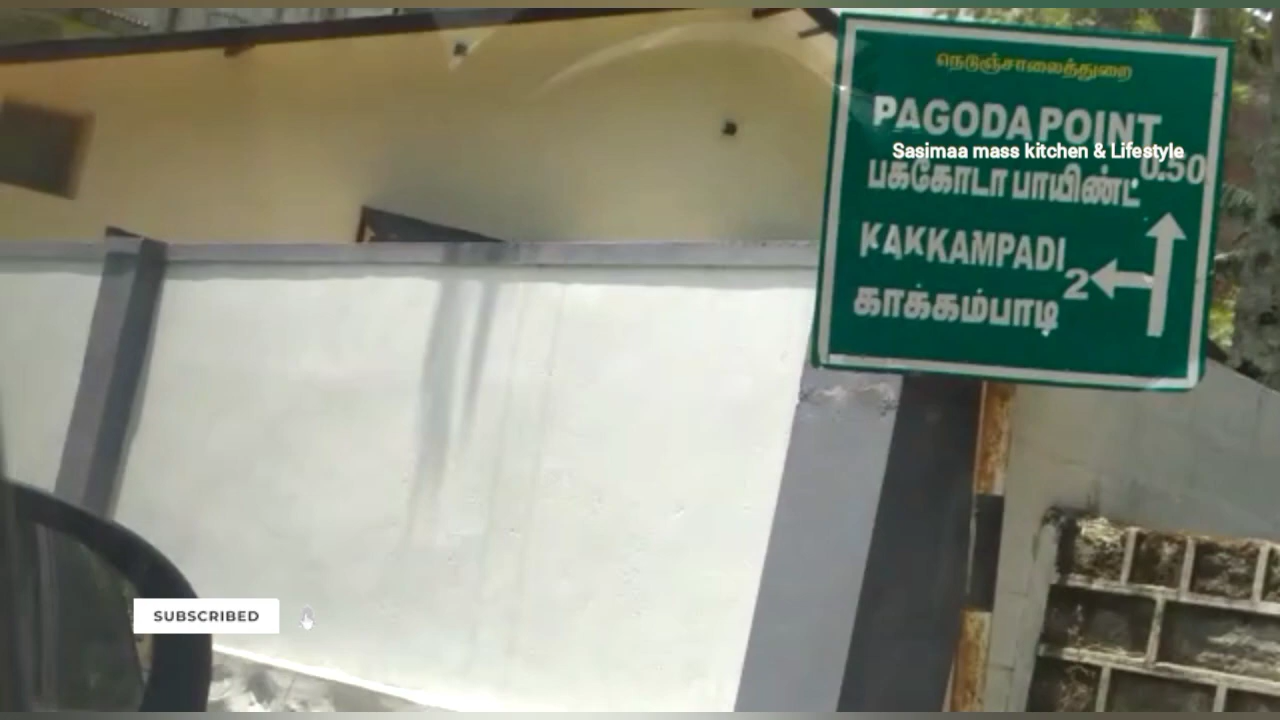 நெடுஞ்சாலைத்துறை
PAGODA POINT
Sasimaa mass kitchen & Lifestyle
0.50
பக்கோடா பாயிண்ட்
KAKKAMPADI
2
காக்கம்பாடி
SUBSCRIBED